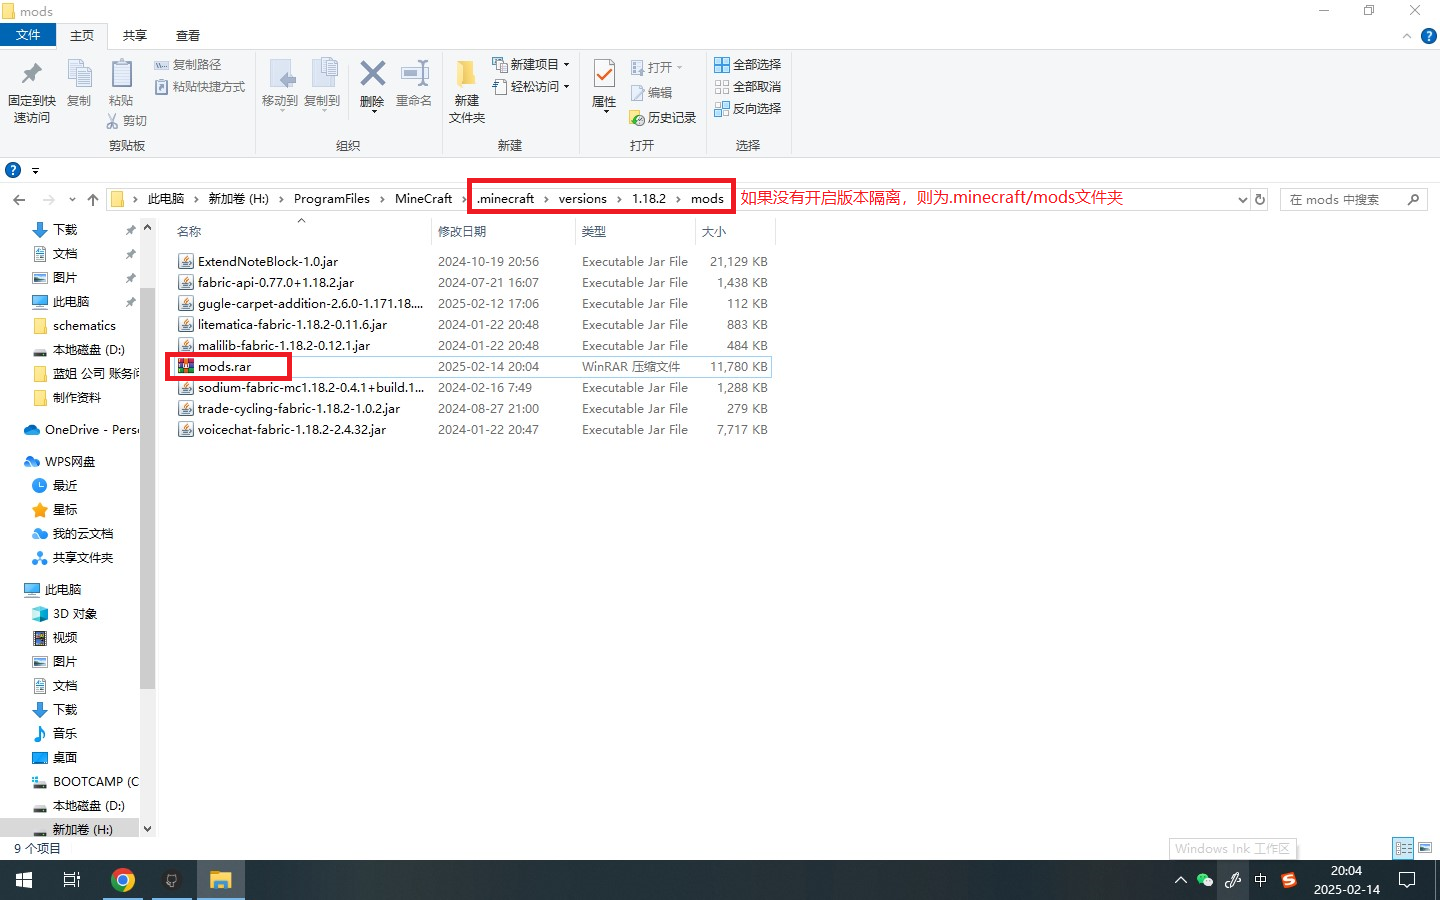 mods
文件 主页 共享 查看
固定到快速访问
复制
粘贴
复制路径
粘贴快捷方式
剪切
剪贴板
移动到
复制到
删除
重命名
组织
新建文件夹
新建项目
轻松访问
新建
属性
打开
编辑
历史记录
打开
全部选择
全部取消
反向选择
选择
此电脑 > 新加卷 (H:) > ProgramFiles > MineCraft > .minecraft > versions > 1.18.2 > mods
如果没有开启版本隔离，则为.minecraft/mods文件夹
在 mods 中搜索
下载
文档
图片
此电脑
schematics
本地磁盘 (D:)
蓝姐 公司 账务问
制作资料
OneDrive - Pers
WPS网盘
最近
星标
我的云文档
共享文件夹
此电脑
3D 对象
视频
图片
文档
下载
音乐
桌面
BOOTCAMP (C
本地磁盘 (D:)
新加卷 (H:)
名称 修改日期 类型 大小
ExtendNoteBlock-1.0.jar 2024-10-19 20:56 Executable Jar File 21,129 KB
fabric-api-0.77.0+1.18.2.jar 2024-07-21 16:07 Executable Jar File 1,438 KB
gugle-carpet-addition-2.6.0-1.171.18.... 2025-02-12 17:06 Executable Jar File 112 KB
litematica-fabric-1.18.2-0.11.6.jar 2024-01-22 20:48 Executable Jar File 883 KB
malilib-fabric-1.18.2-0.12.1.jar 2024-01-22 20:48 Executable Jar File 484 KB
mods.rar 2025-02-14 20:04 WinRAR 压缩文件 11,780 KB
sodium-fabric-mc1.18.2-0.4.1+build.1... 2024-02-16 7:49 Executable Jar File 1,288 KB
trade-cycling-fabric-1.18.2-1.0.2.jar 2024-08-27 21:00 Executable Jar File 279 KB
voicechat-fabric-1.18.2-2.4.32.jar 2024-01-22 20:47 Executable Jar File 7,717 KB
9 个项目
Windows Ink 工作区
中
20:04
2025-02-14